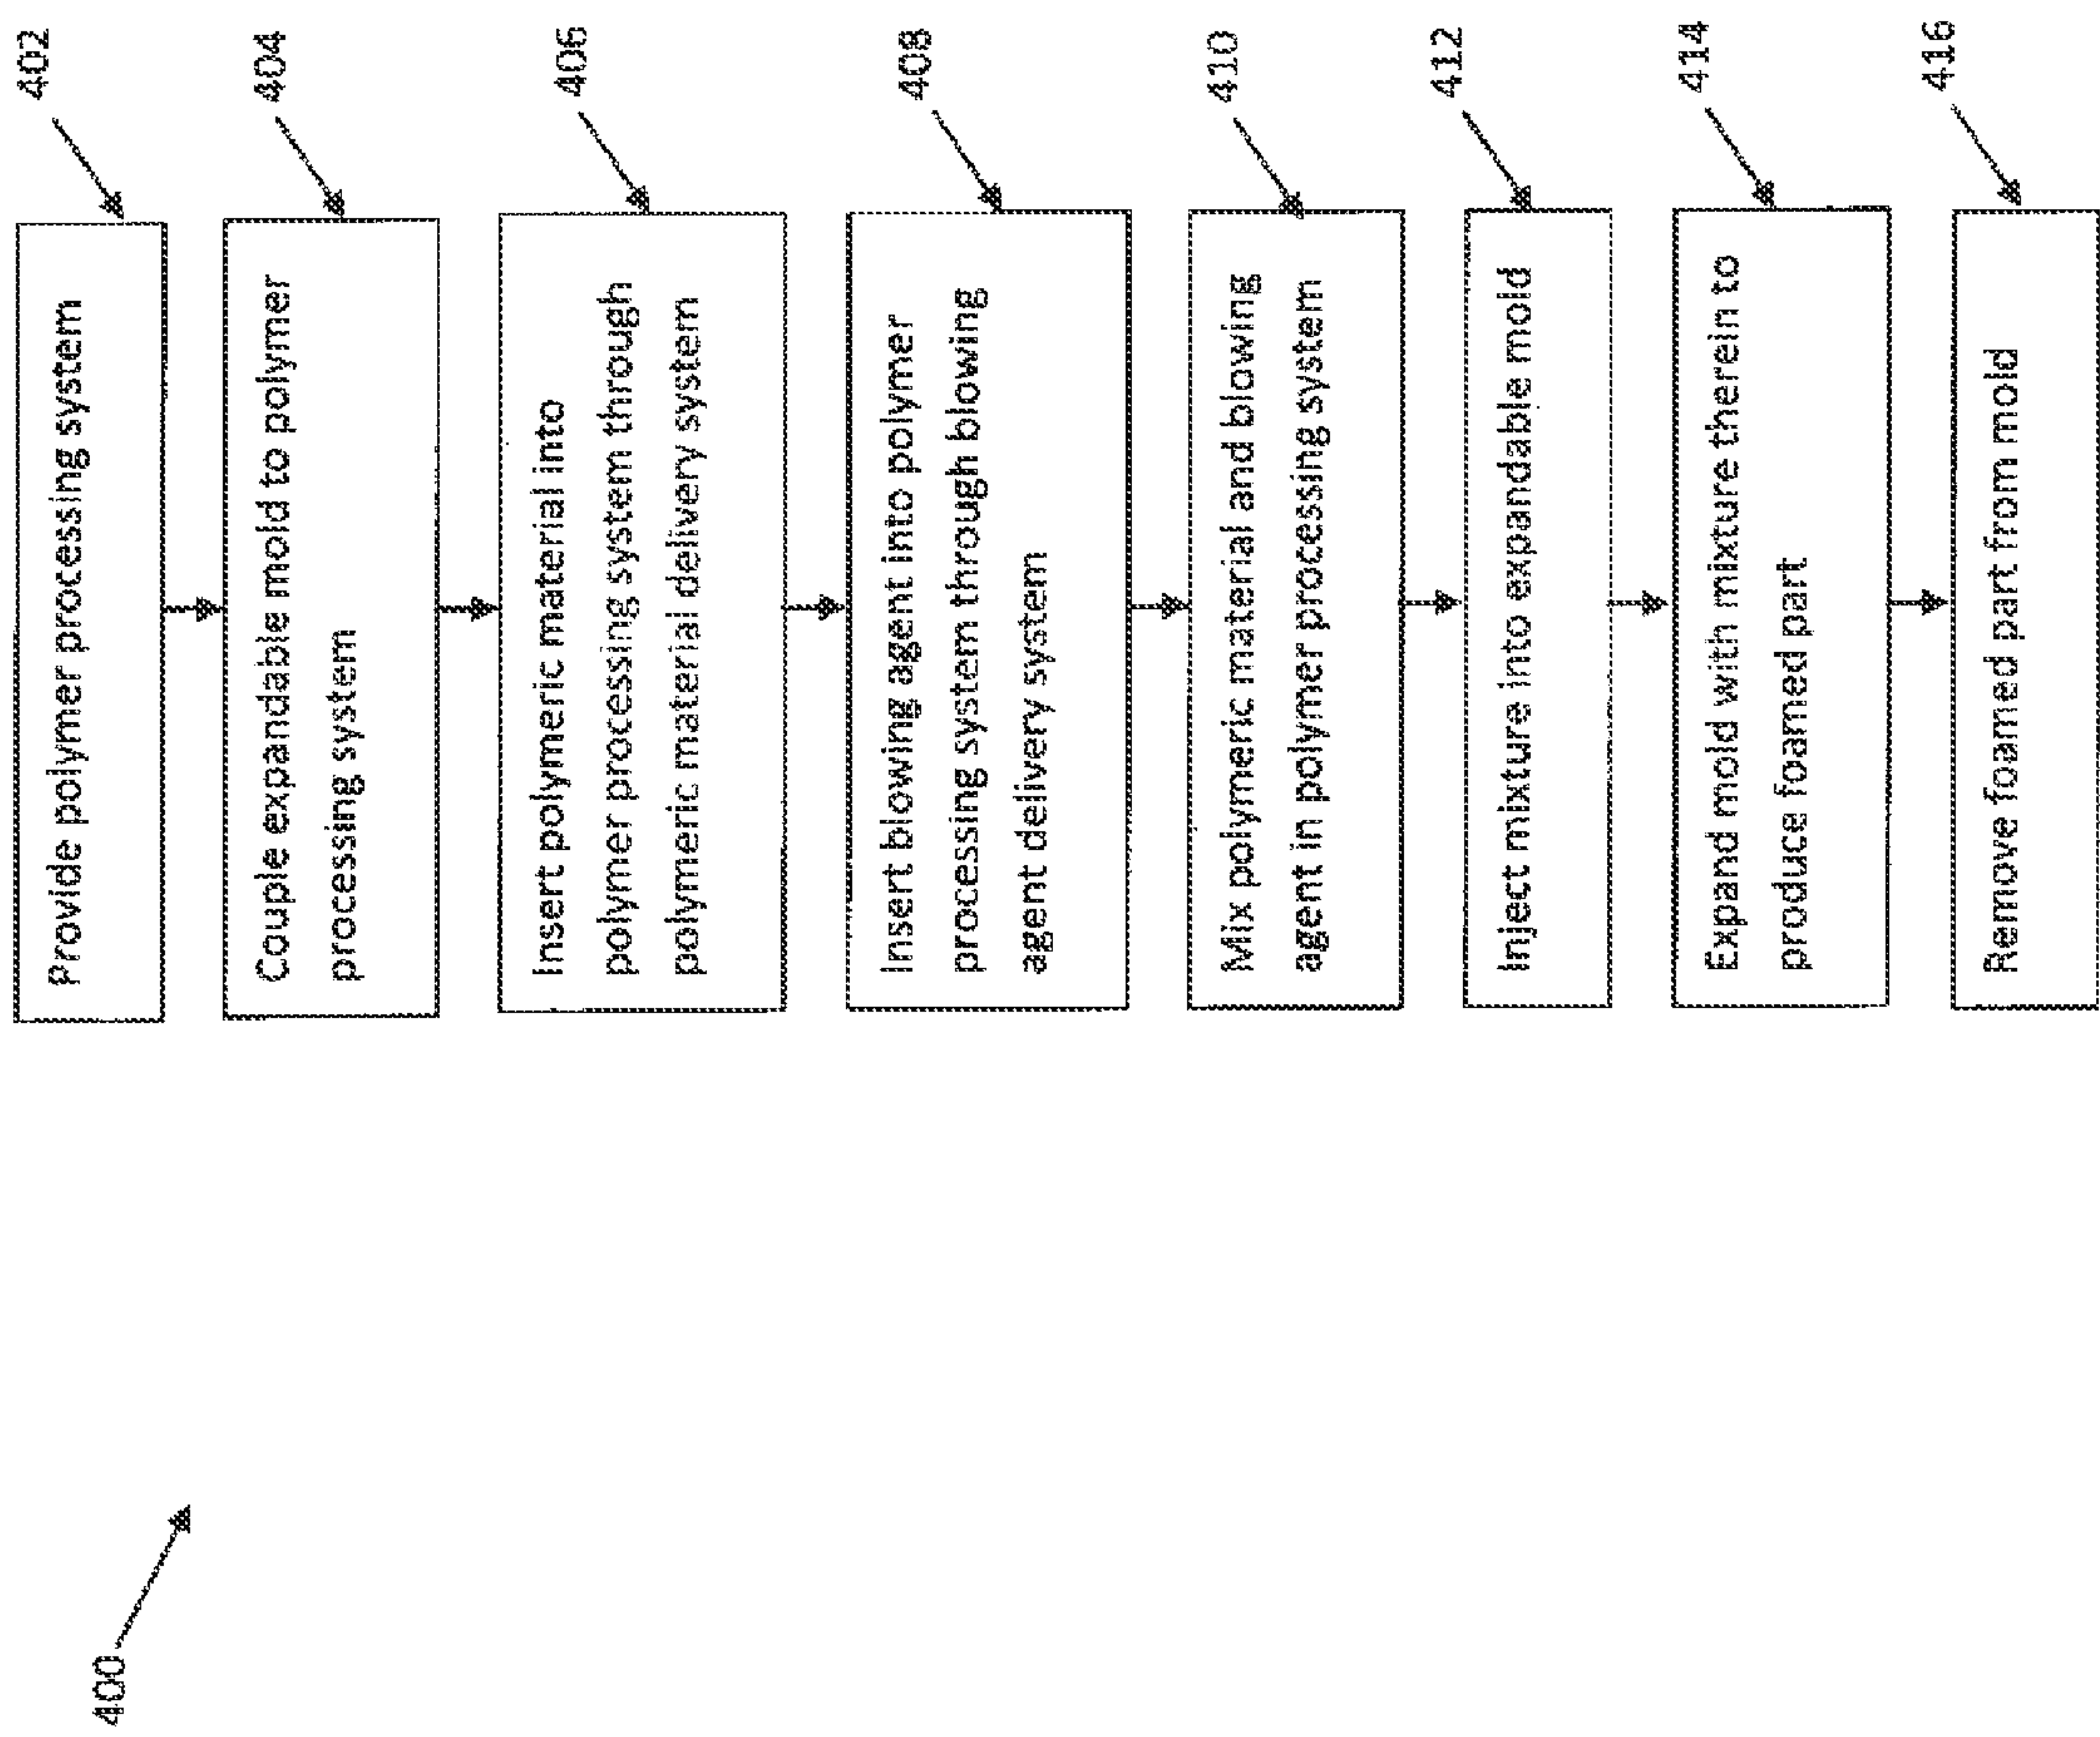 400
Provide polymer processing system
402
Couple expandable mold to polymer
processing system
404
Insert polymeric material into
polymer processing system through
polymeric material delivery system
406
Insert blowing agent into polymer
processing system through blowing
agent delivery system
408
Mix polymeric material and blowing
agent in polymer processing system
410
Inject mixture into expandable mold
412
Expand mold with mixture therein to
produce foamed part
414
Remove foamed part from mold
416